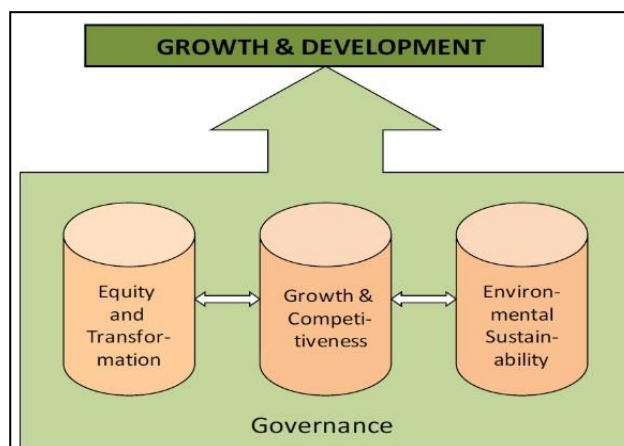 GROWTH & DEVELOPMENT
Equity
and
Transfor-
mation
Growth &
Competi-
tiveness
Environ-
mental
Sustain-
ability
Governance